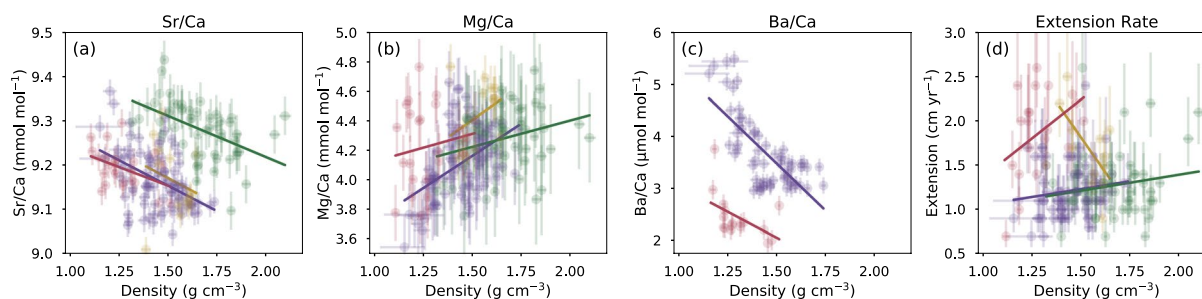 Sr/Ca
Mg/Ca
Ba/Ca
Extension Rate
(a)
9.5
9.4
9.3
9.2
9.1
9.0
Sr/Ca (mmol mol⁻¹)
1.00 1.25 1.50 1.75 2.00
Density (g cm⁻³)
(b)
5.0
4.8
4.6
4.4
4.2
4.0
3.8
3.6
Mg/Ca (mmol mol⁻¹)
1.00 1.25 1.50 1.75 2.00
Density (g cm⁻³)
(c)
6
5
4
3
2
Ba/Ca (μmol mol⁻¹)
1.00 1.25 1.50 1.75 2.00
Density (g cm⁻³)
(d)
3.0
2.5
2.0
1.5
1.0
0.5
Extension (cm yr⁻¹)
1.00 1.25 1.50 1.75 2.00
Density (g cm⁻³)